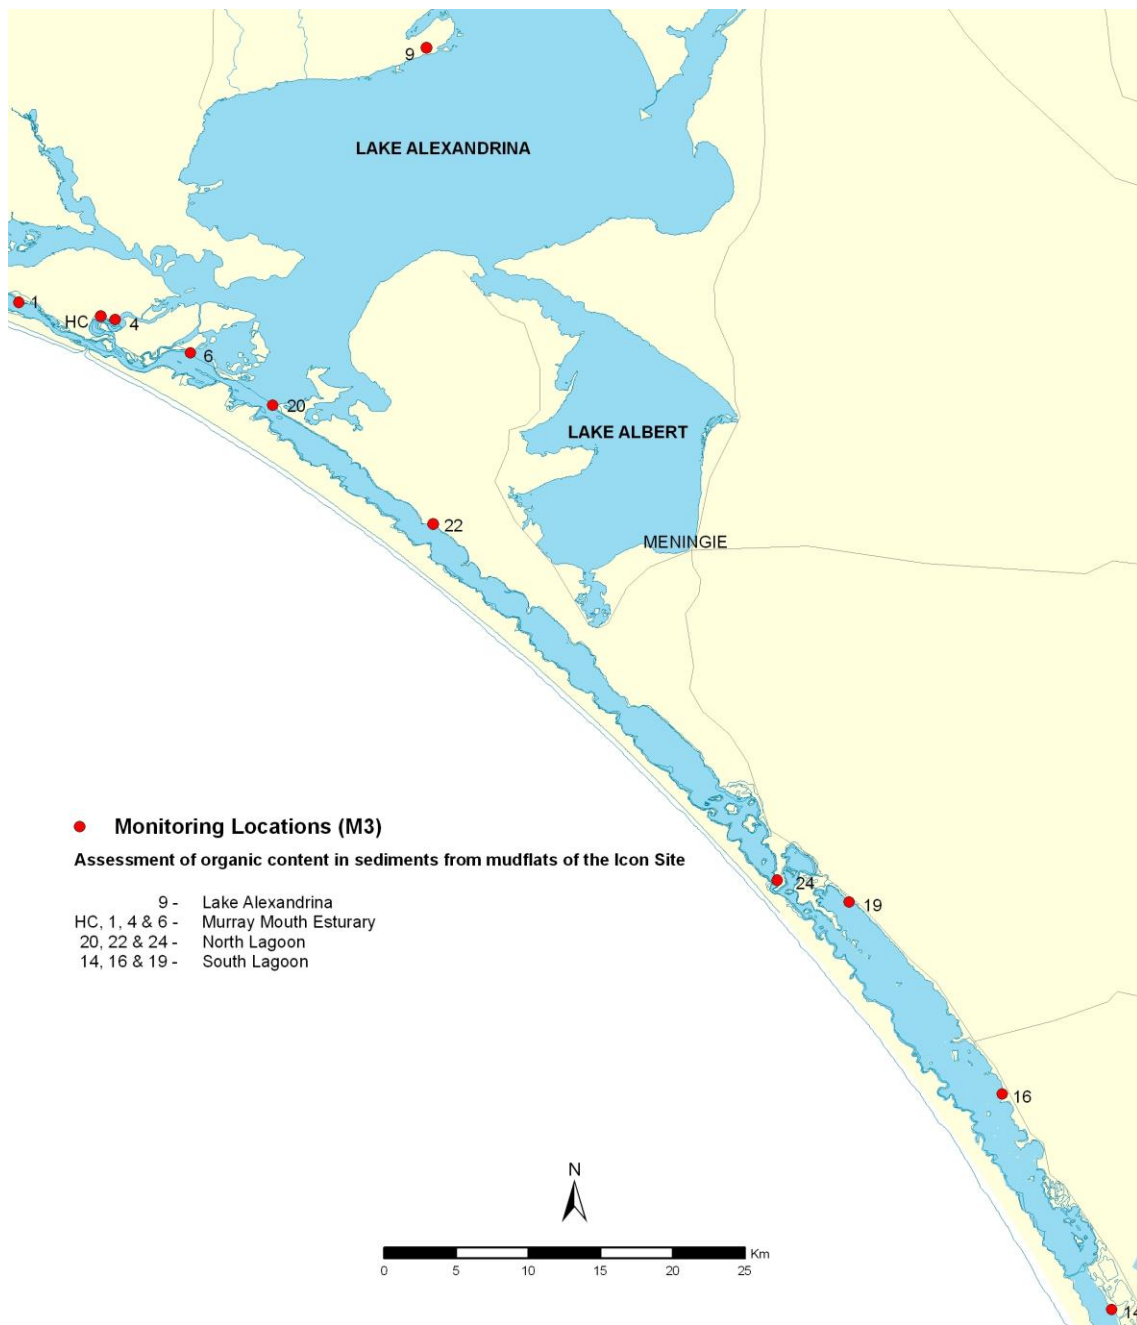 9
LAKE ALEXANDRINA
1
HC
4
6
20
LAKE ALBERT
22
MENINGIE
Monitoring Locations (M3)
Assessment of organic content in sediments from mudflats of the Icon Site
24
19
9 - Lake Alexandrina
HC, 1, 4 & 6 - Murray Mouth Esturary
20, 22 & 24 - North Lagoon
14, 16 & 19 - South Lagoon
16
N
Km
0 5 10 15 20 25
14